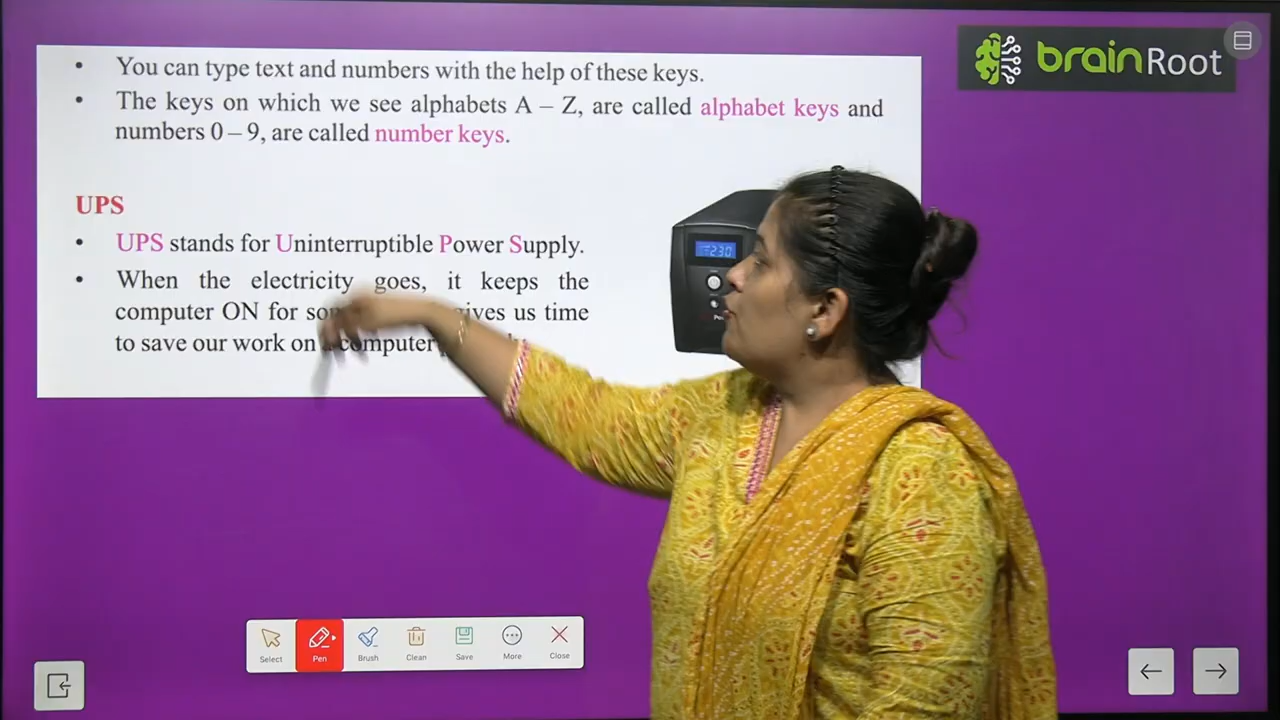 • You can type text and numbers with the help of these keys.
• The keys on which we see alphabets A – Z, are called alphabet keys and
numbers 0 – 9, are called number keys.
brainRoot
UPS
• UPS stands for Uninterruptible Power Supply.
• When the electricity goes, it keeps the
computer ON for gives us time
to save our work on a computer
230
Select
Pen
Brush
Clean
Save
More
Close